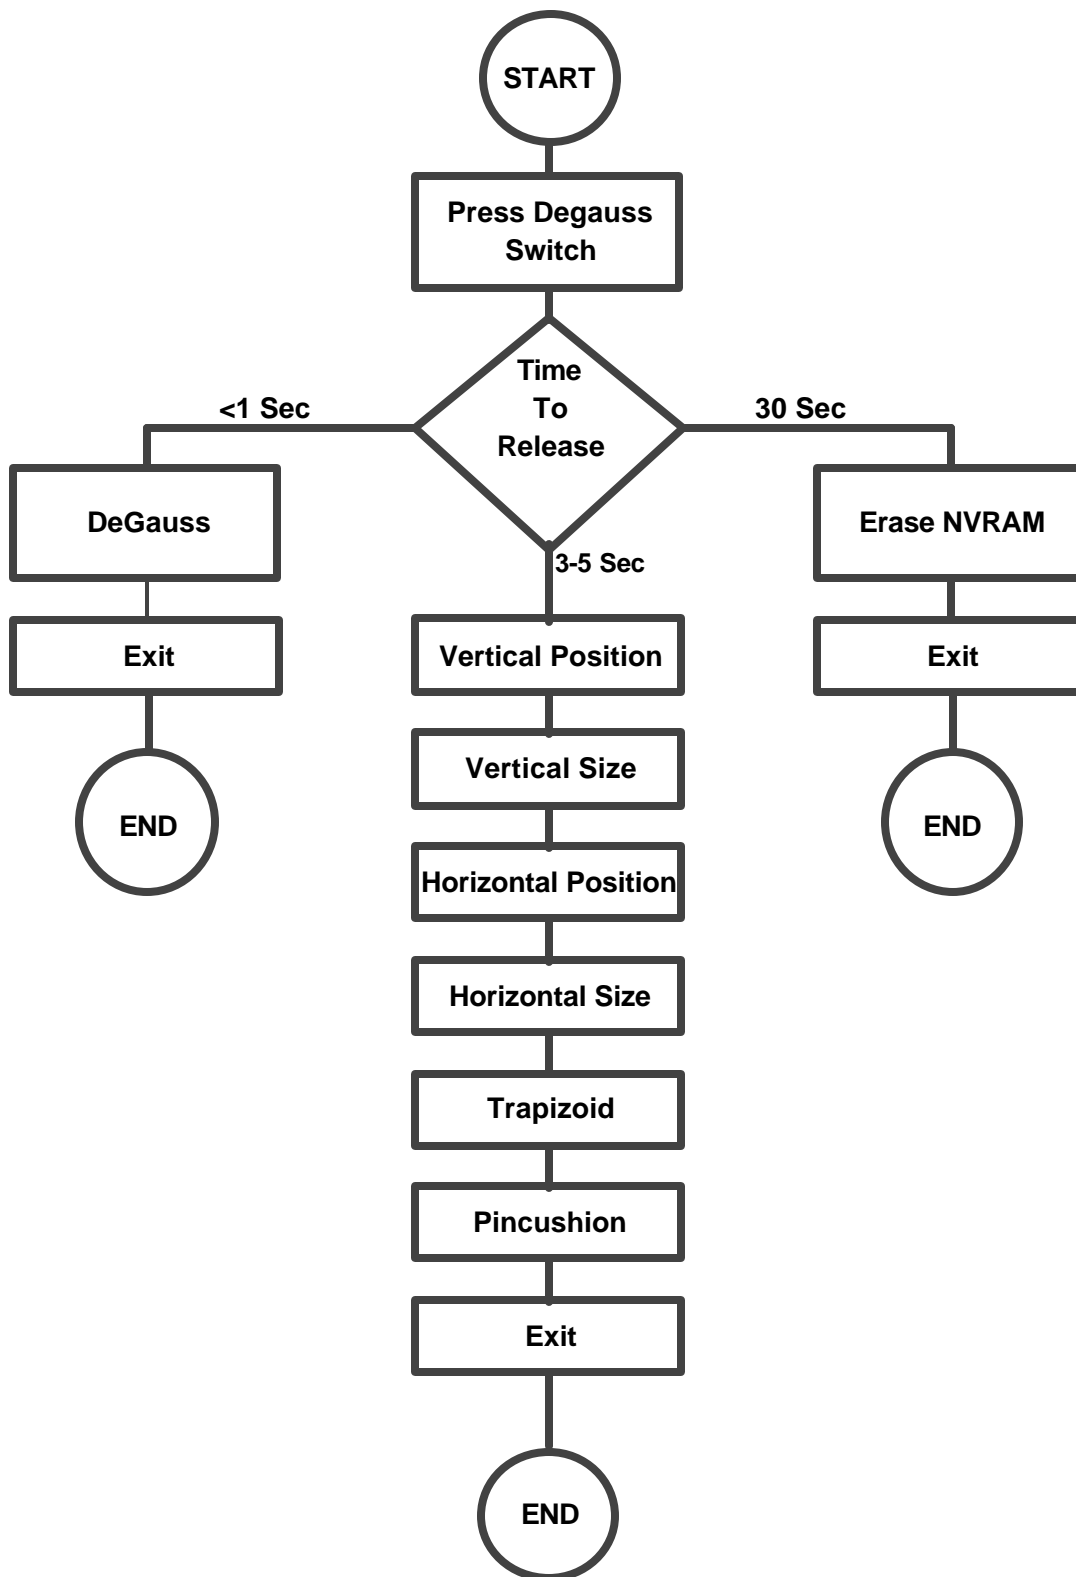 START
Press Degauss
Switch
Time
To
Release
<1 Sec
30 Sec
3-5 Sec
DeGauss
Exit
END
Vertical Position
Vertical Size
Horizontal Position
Horizontal Size
Trapizoid
Pincushion
Exit
END
Erase NVRAM
Exit
END